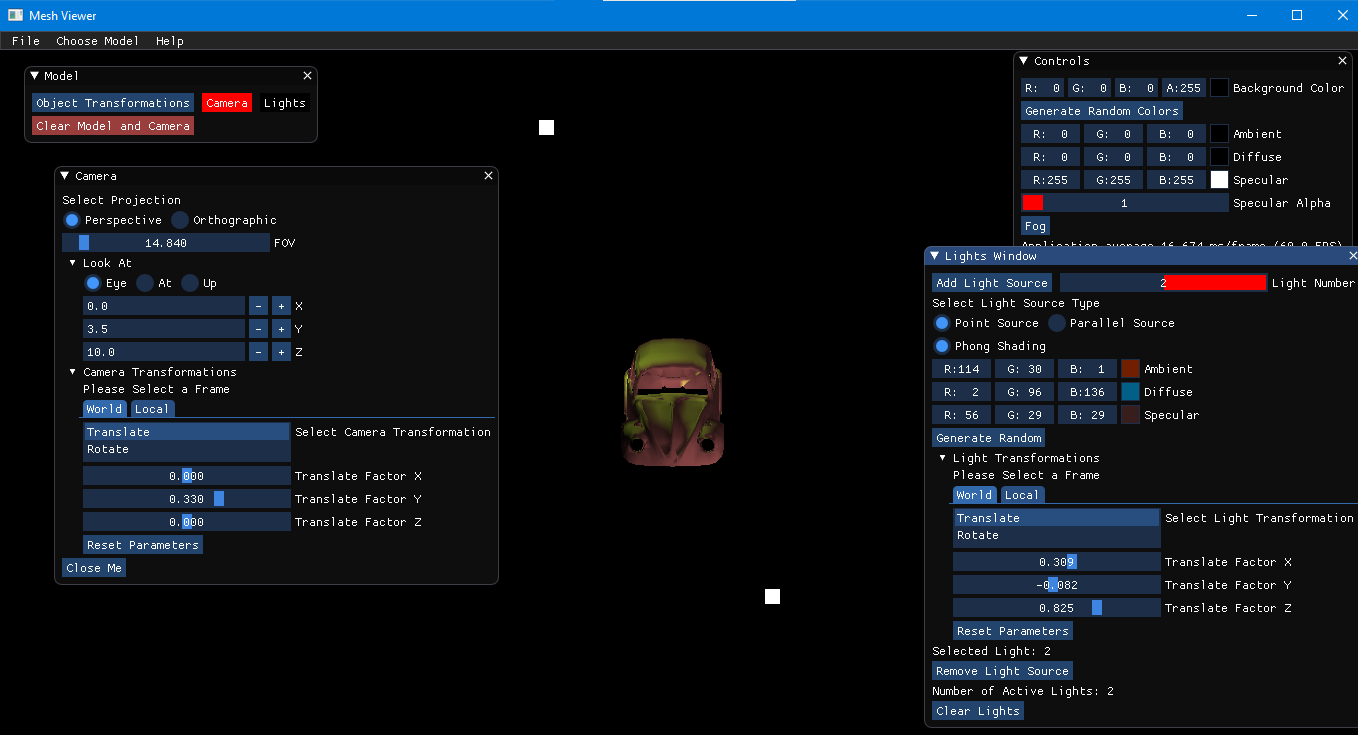 Mesh Viewer
File Choose Model Help
Model
Object Transformations Camera Lights
Clear Model and Camera
Camera
Select Projection
Perspective Orthographic
14.840 FOV
Look At
Eye At Up
0.0 - + X
3.5 - + Y
10.0 - + Z
Camera Transformations
Please Select a Frame
World Local
Translate Select Camera Transformation
Rotate
0.000 Translate Factor X
0.330 Translate Factor Y
0.000 Translate Factor Z
Reset Parameters
Close Me
Controls
R: 0 G: 0 B: 0 A:255 Background Color
Generate Random Colors
R: 0 G: 0 B: 0 Ambient
R: 0 G: 0 B: 0 Diffuse
R:255 G:255 B:255 Specular
1 Specular Alpha
Fog
Application average 16.674 ms/frame (60.0 FPS)
Lights Window
Add Light Source 2 Light Number
Select Light Source Type
Point Source Parallel Source
Phong Shading
R:114 G: 30 B: 1 Ambient
R: 2 G: 96 B:136 Diffuse
R: 56 G: 29 B: 29 Specular
Generate Random
Light Transformations
Please Select a Frame
World Local
Translate Select Light Transformation
Rotate
0.309 Translate Factor X
-0.082 Translate Factor Y
0.825 Translate Factor Z
Reset Parameters
Selected Light: 2
Remove Light Source
Number of Active Lights: 2
Clear Lights